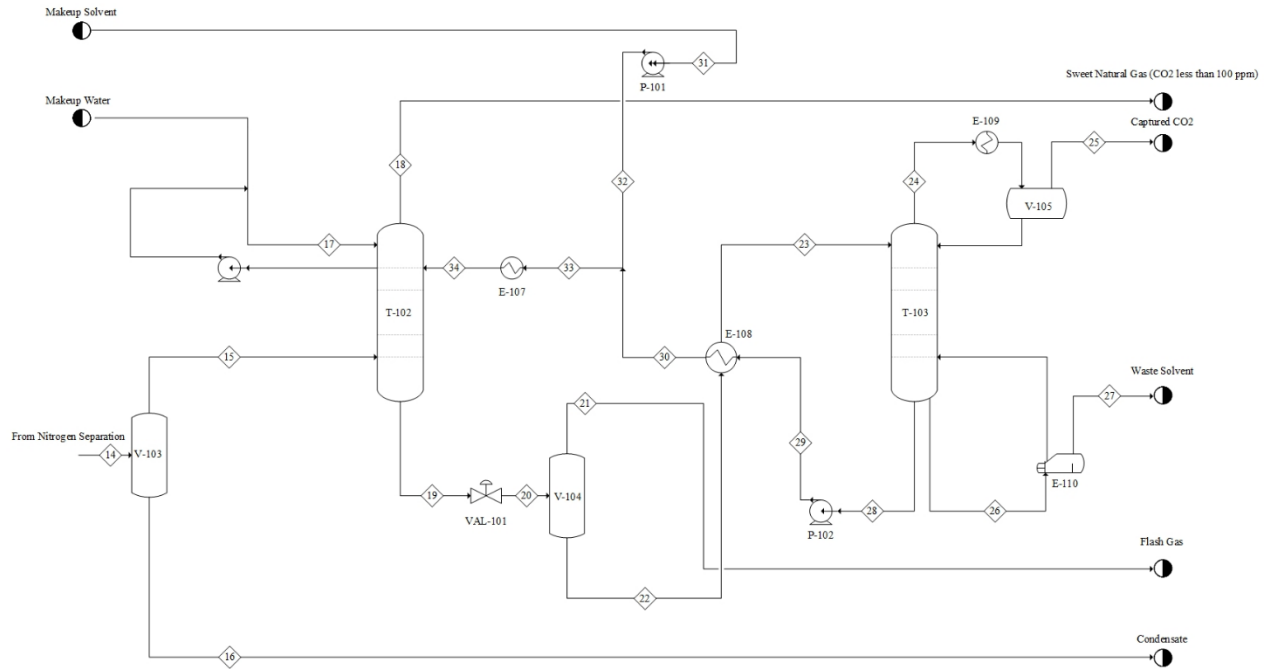 Makeup Solvent
31
P-101
Sweet Natural Gas (CO2 less than 100 ppm)
Makeup Water
E-109
Captured CO2
25
18
32
24
V-105
17
23
34
33
E-107
T-102
T-103
E-108
15
30
Waste Solvent
21
27
From Nitrogen Separation
14
V-103
29
E-110
19
20
V-104
VAL-101
28
26
P-102
Flash Gas
22
Condensate
16